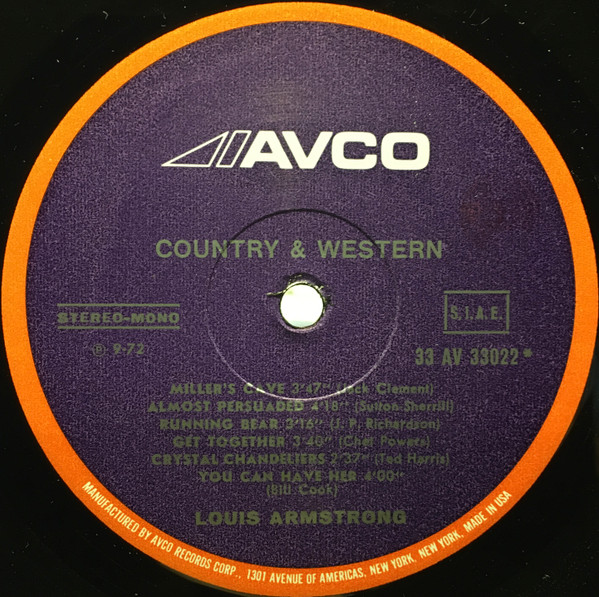 AVCO
COUNTRY & WESTERN
STEREO-MONO
S.I.A.E.
℗ 9-72
33 AV 33022*
MILLER'S CAVE 3'47" (Jack Clement)
ALMOST PERSUADED 4'18" (Sutton-Sherrill)
RUNNING BEAR 3'16" (J. P. Richardson)
GET TOGETHER 3'40" (Chet Powers)
CRYSTAL CHANDELIERS 2'37" (Ted Harris)
YOU CAN HAVE HER 4'00"
(Bill Cook)
LOUIS ARMSTRONG
MANUFACTURED BY AVCO RECORDS CORP., 1301 AVENUE OF AMERICAS, NEW YORK, NEW YORK, MADE IN USA